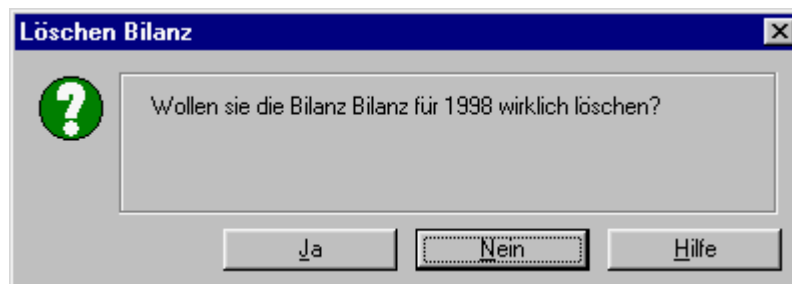 Löschen Bilanz
Wollen sie die Bilanz Bilanz für 1998 wirklich löschen?
Ja
Nein
Hilfe